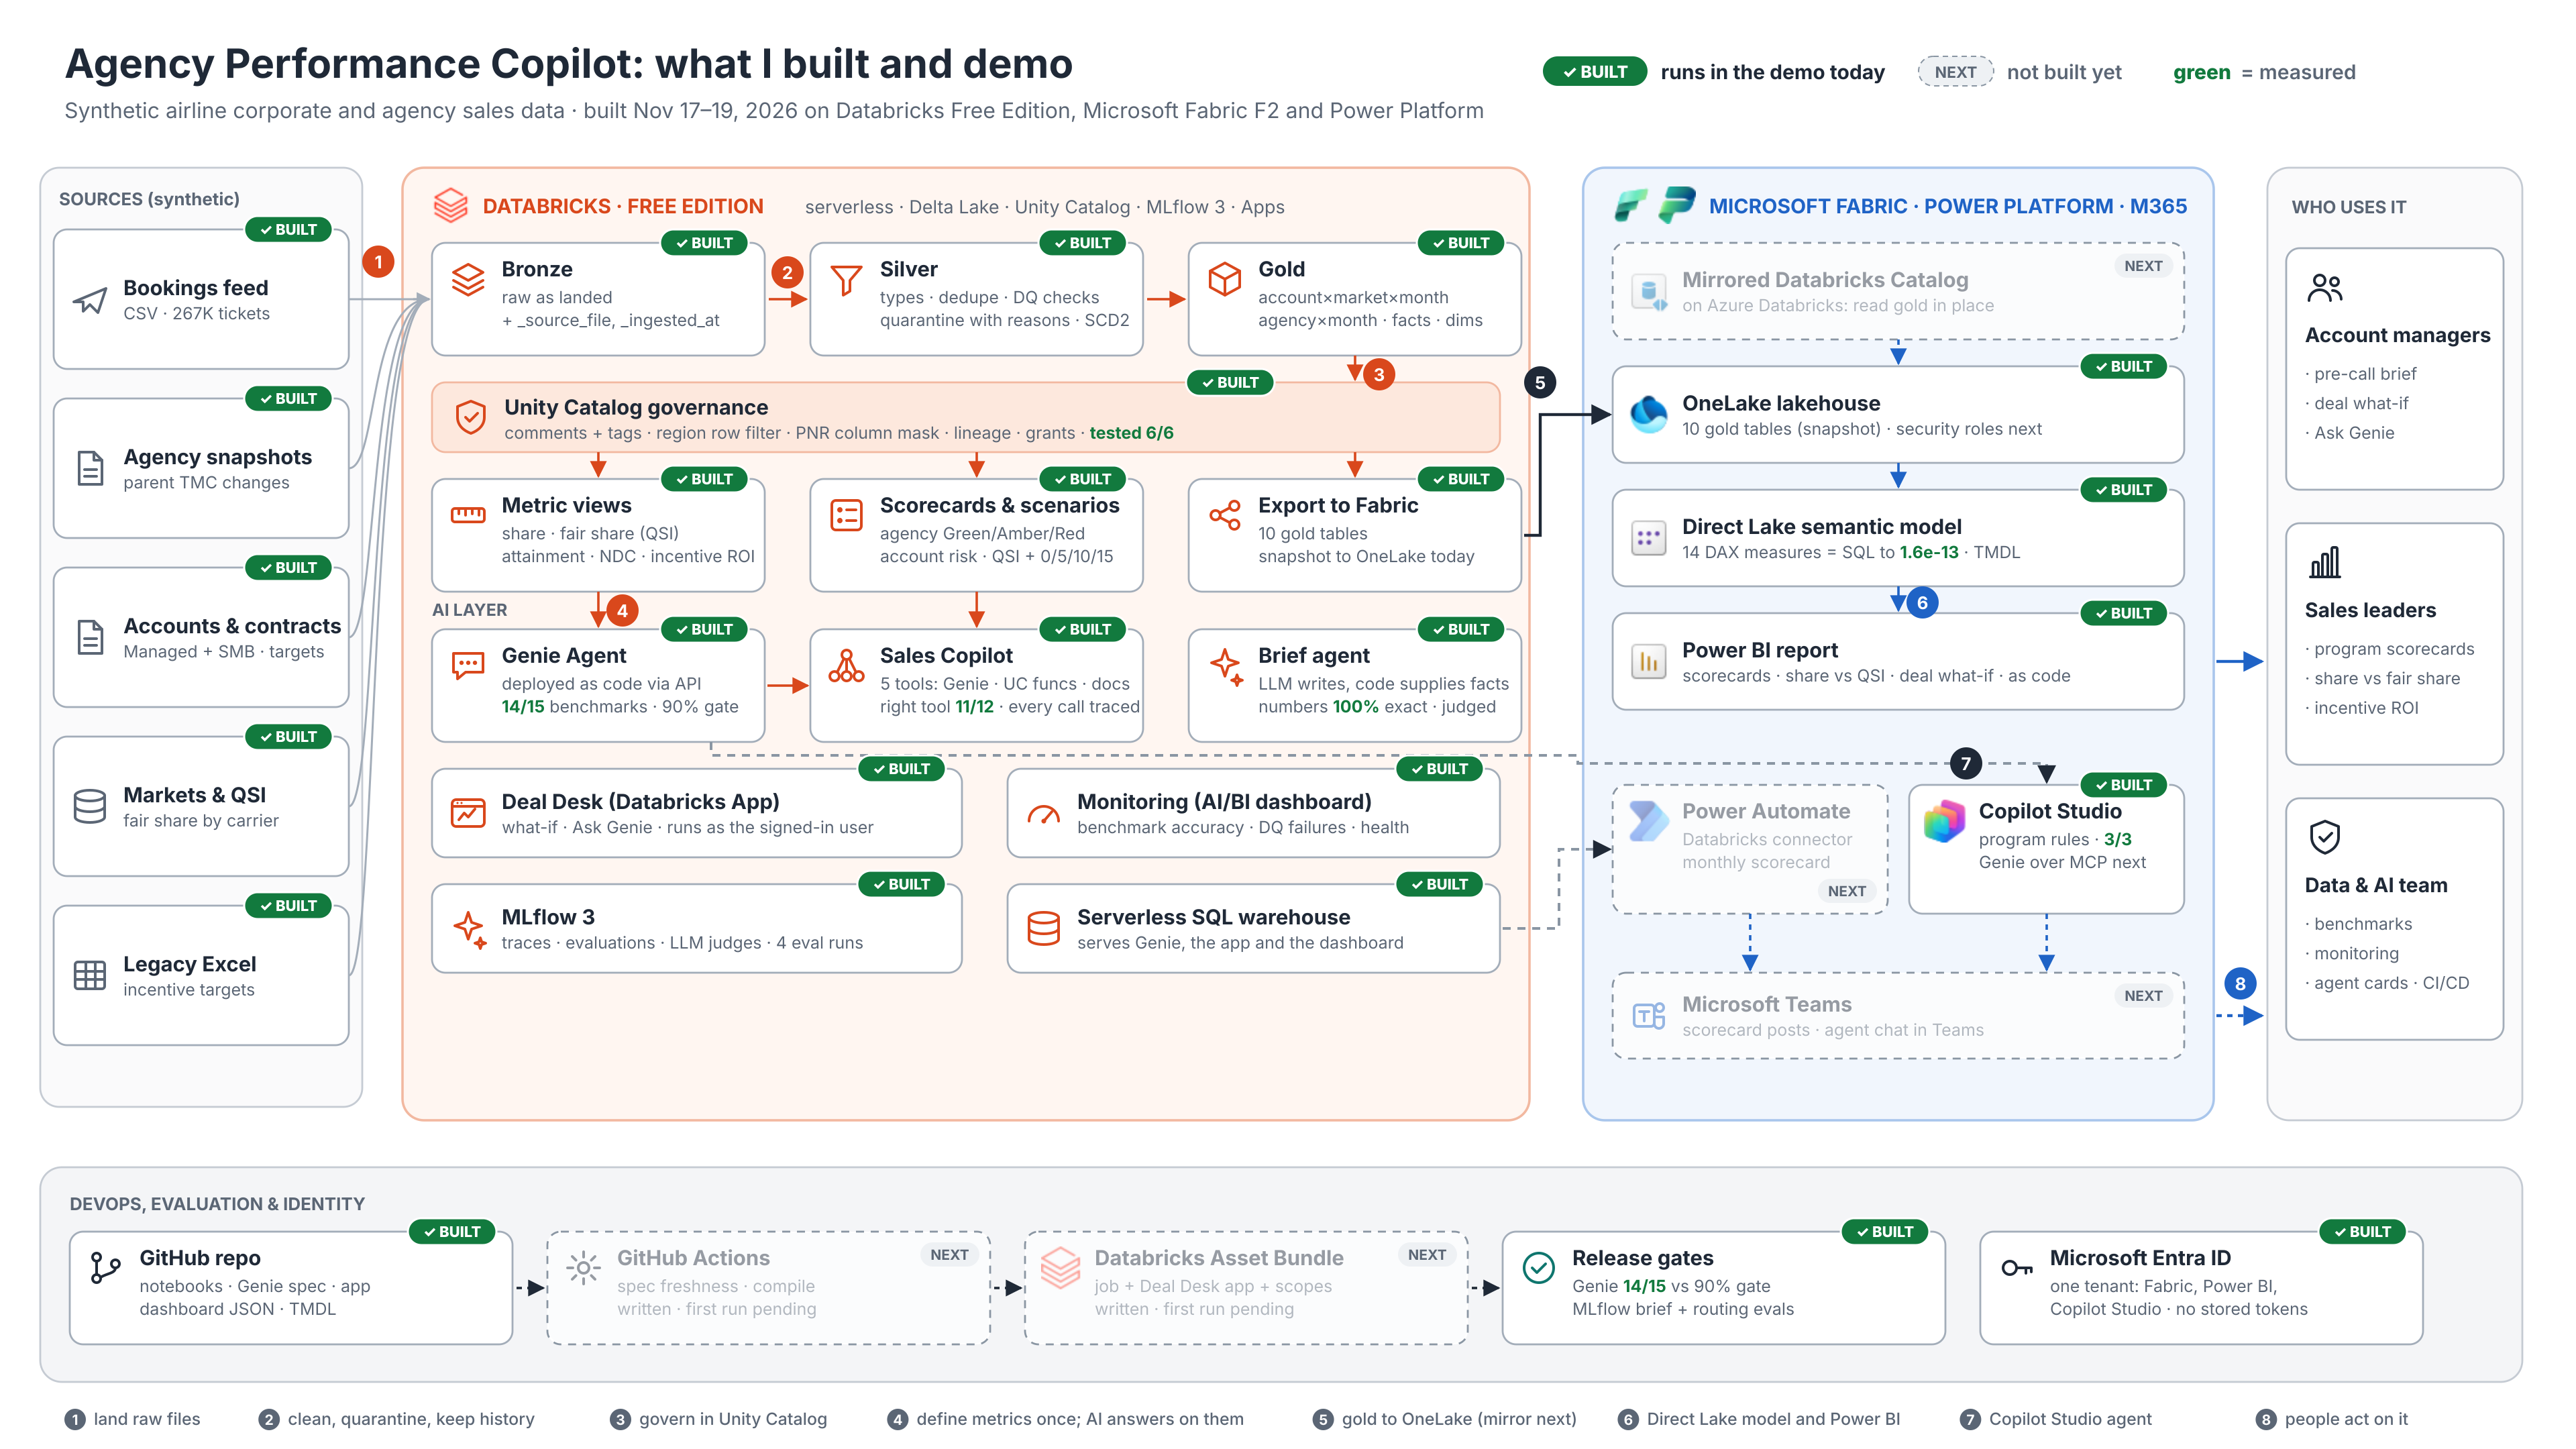 Agency Performance Copilot: what I built and demo
Synthetic airline corporate and agency sales data · built Nov 17–19, 2026 on Databricks Free Edition, Microsoft Fabric F2 and Power Platform
✓ BUILT runs in the demo today
NEXT not built yet
green = measured
SOURCES (synthetic)
✓ BUILT
Bookings feed
CSV · 267K tickets
✓ BUILT
Agency snapshots
parent TMC changes
✓ BUILT
Accounts & contracts
Managed + SMB · targets
✓ BUILT
Markets & QSI
fair share by carrier
✓ BUILT
Legacy Excel
incentive targets
1
DATABRICKS · FREE EDITION
serverless · Delta Lake · Unity Catalog · MLflow 3 · Apps
✓ BUILT
Bronze
raw as landed
+ _source_file, _ingested_at
2
✓ BUILT
Silver
types · dedupe · DQ checks
quarantine with reasons · SCD2
✓ BUILT
Gold
account×market×month
agency×month · facts · dims
3
✓ BUILT
Unity Catalog governance
comments + tags · region row filter · PNR column mask · lineage · grants · tested 6/6
✓ BUILT
Metric views
share · fair share (QSI)
attainment · NDC · incentive ROI
✓ BUILT
Scorecards & scenarios
agency Green/Amber/Red
account risk · QSI + 0/5/10/15
✓ BUILT
Export to Fabric
10 gold tables
snapshot to OneLake today
AI LAYER
4
✓ BUILT
Genie Agent
deployed as code via API
14/15 benchmarks · 90% gate
✓ BUILT
Sales Copilot
5 tools: Genie · UC funcs · docs
right tool 11/12 · every call traced
✓ BUILT
Brief agent
LLM writes, code supplies facts
numbers 100% exact · judged
✓ BUILT
Deal Desk (Databricks App)
what-if · Ask Genie · runs as the signed-in user
✓ BUILT
Monitoring (AI/BI dashboard)
benchmark accuracy · DQ failures · health
✓ BUILT
MLflow 3
traces · evaluations · LLM judges · 4 eval runs
✓ BUILT
Serverless SQL warehouse
serves Genie, the app and the dashboard
5
MICROSOFT FABRIC · POWER PLATFORM · M365
NEXT
Mirrored Databricks Catalog
on Azure Databricks: read gold in place
✓ BUILT
OneLake lakehouse
10 gold tables (snapshot) · security roles next
✓ BUILT
Direct Lake semantic model
14 DAX measures = SQL to 1.6e-13 · TMDL
6
✓ BUILT
Power BI report
scorecards · share vs QSI · deal what-if · as code
7
Power Automate
Databricks connector
monthly scorecard
NEXT
✓ BUILT
Copilot Studio
program rules · 3/3
Genie over MCP next
NEXT
Microsoft Teams
scorecard posts · agent chat in Teams
8
WHO USES IT
Account managers
· pre-call brief
· deal what-if
· Ask Genie
Sales leaders
· program scorecards
· share vs fair share
· incentive ROI
Data & AI team
· benchmarks
· monitoring
· agent cards · CI/CD
DEVOPS, EVALUATION & IDENTITY
✓ BUILT
GitHub repo
notebooks · Genie spec · app
dashboard JSON · TMDL
NEXT
GitHub Actions
spec freshness · compile
written · first run pending
NEXT
Databricks Asset Bundle
job + Deal Desk app + scopes
written · first run pending
✓ BUILT
Release gates
Genie 14/15 vs 90% gate
MLflow brief + routing evals
✓ BUILT
Microsoft Entra ID
one tenant: Fabric, Power BI,
Copilot Studio · no stored tokens
1 land raw files
2 clean, quarantine, keep history
3 govern in Unity Catalog
4 define metrics once; AI answers on them
5 gold to OneLake (mirror next)
6 Direct Lake model and Power BI
7 Copilot Studio agent
8 people act on it